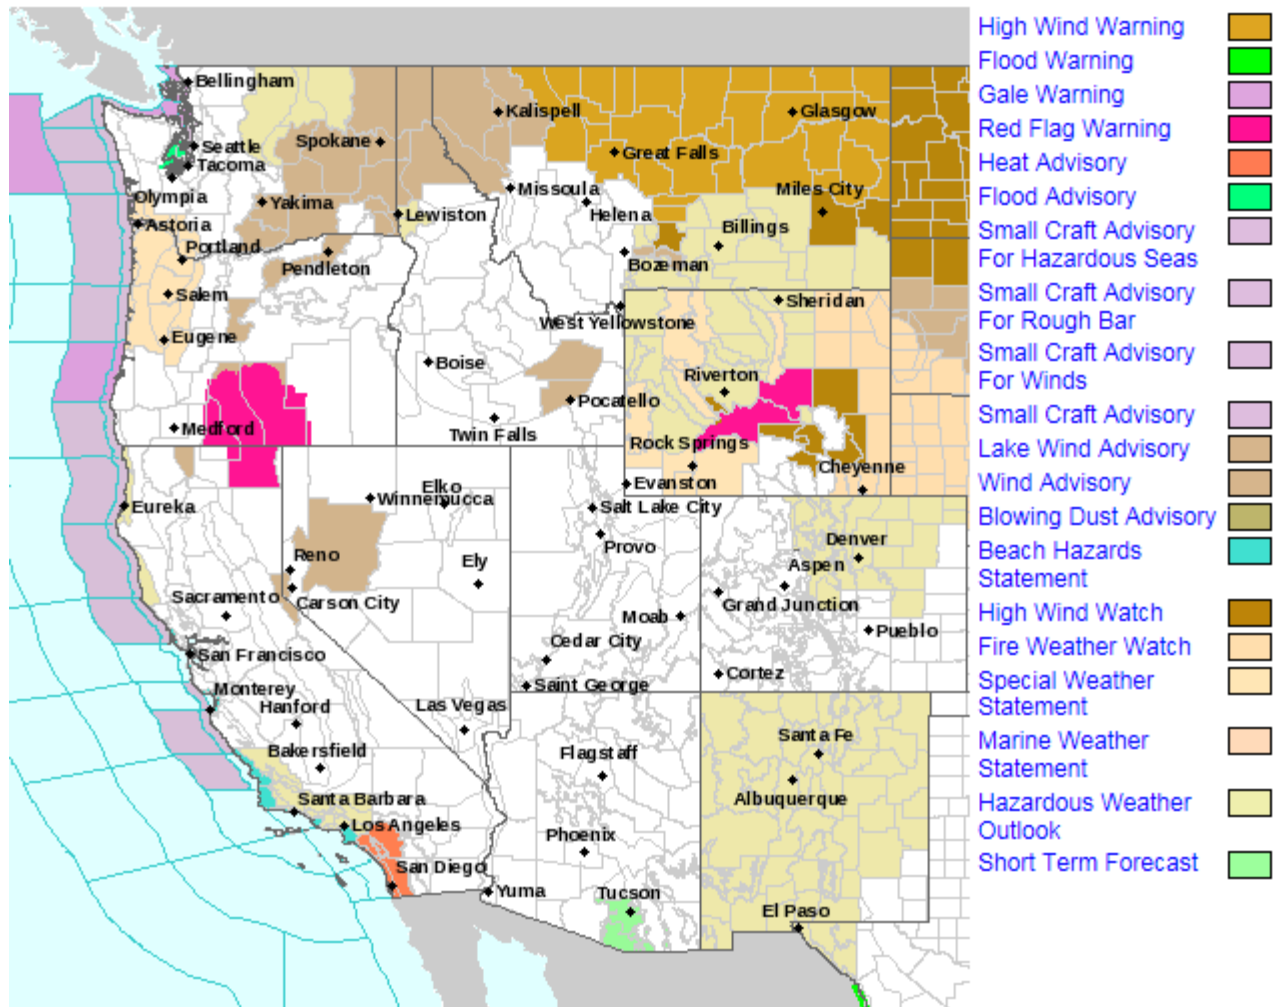 Bellingham
Seattle
Tacoma
Olympia
Spokane
Yakima
Astoria
Portland
Pendleton
Lewiston
Salem
Eugene
Medford
Kalispell
Great Falls
Glasgow
Missoula
Helena
Miles City
Billings
Bozeman
West Yellowstone
Sheridan
Boise
Pocatello
Twin Falls
Riverton
Rock Springs
Cheyenne
Evanston
Eureka
Elko
Winnemucca
Reno
Ely
Carson City
Sacramento
San Francisco
Monterey
Hanford
Bakersfield
Las Vegas
Santa Barbara
Los Angeles
San Diego
Salt Lake City
Provo
Moab
Cedar City
Saint George
Denver
Aspen
Grand Junction
Pueblo
Cortez
Flagstaff
Phoenix
Yuma
Tucson
Santa Fe
Albuquerque
El Paso
High Wind Warning
Flood Warning
Gale Warning
Red Flag Warning
Heat Advisory
Flood Advisory
Small Craft Advisory
For Hazardous Seas
Small Craft Advisory
For Rough Bar
Small Craft Advisory
For Winds
Small Craft Advisory
Lake Wind Advisory
Wind Advisory
Blowing Dust Advisory
Beach Hazards
Statement
High Wind Watch
Fire Weather Watch
Special Weather
Statement
Marine Weather
Statement
Hazardous Weather
Outlook
Short Term Forecast